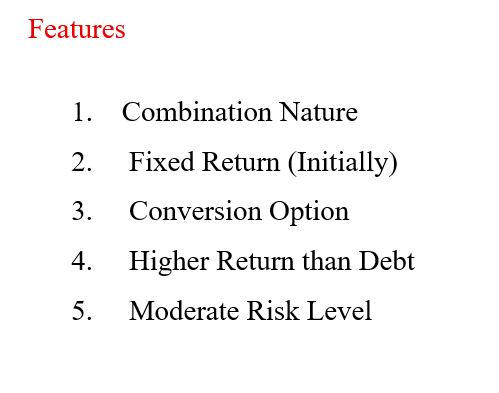 Features
1. Combination Nature
2. Fixed Return (Initially)
3. Conversion Option
4. Higher Return than Debt
5. Moderate Risk Level